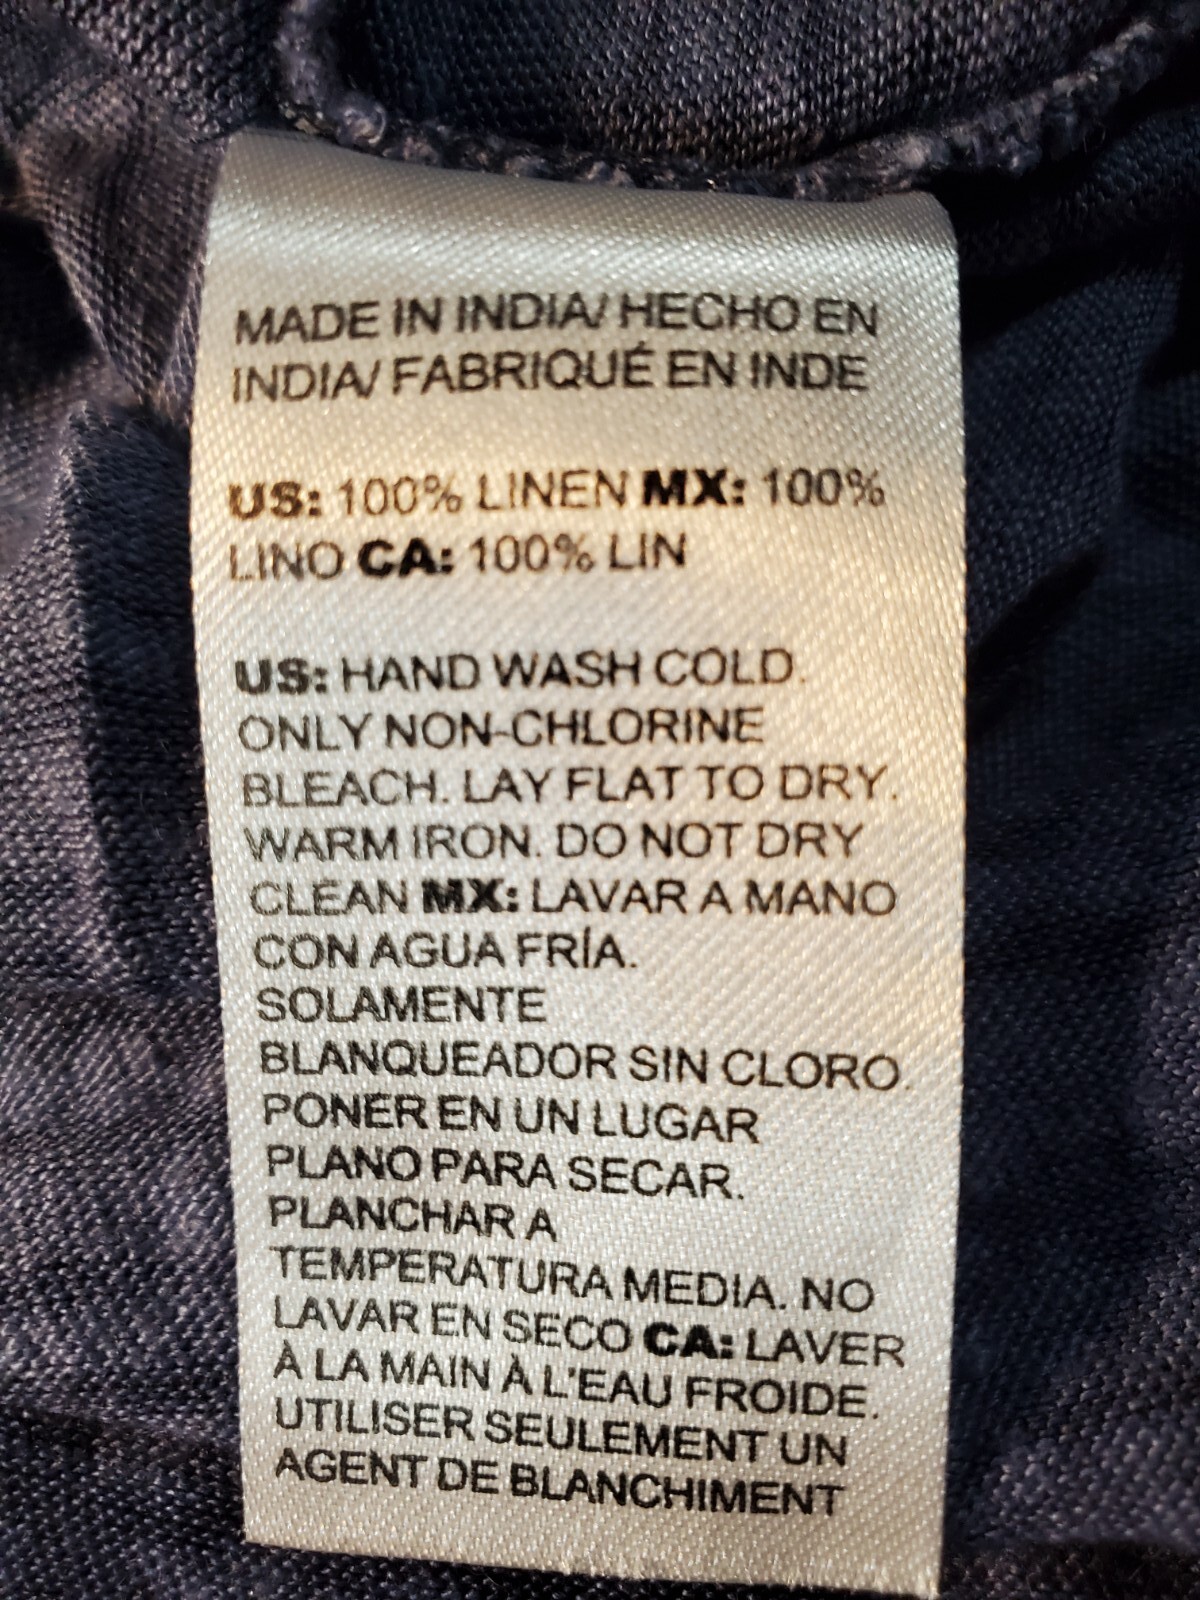 MADE IN INDIA/ HECHO EN
INDIA/ FABRIQUÉ EN INDE
US: 100% LINEN MX: 100%
LINO CA: 100% LIN
US: HAND WASH COLD.
ONLY NON-CHLORINE
BLEACH. LAY FLAT TO DRY.
WARM IRON. DO NOT DRY
CLEAN MX: LAVAR A MANO
CON AGUA FRÍA.
SOLAMENTE
BLANQUEADOR SIN CLORO.
PONER EN UN LUGAR
PLANO PARA SECAR.
PLANCHAR A
TEMPERATURA MEDIA. NO
LAVAR EN SECO CA: LAVER
À LA MAIN À L'EAU FROIDE.
UTILISER SEULEMENT UN
AGENT DE BLANCHIMENT